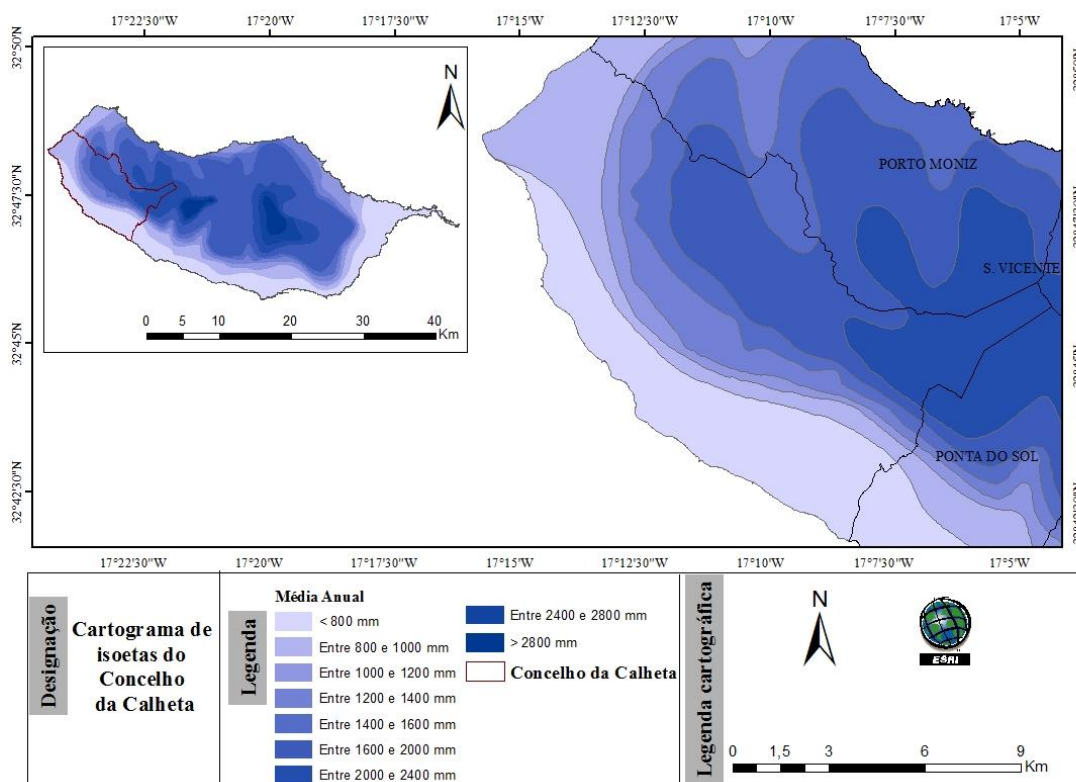 17°22'30"W 17°20'W 17°17'30"W 17°15'W 17°12'30"W 17°10'W 17°7'30"W 17°5'W
32°50'N
32°47'30"N
32°45'N
32°42'30"N
N
0 5 10 20 30 40
Km
PORTO MONIZ
S. VICENTE
PONTA DO SOL
17°22'30"W 17°20'W 17°17'30"W 17°15'W 17°12'30"W 17°10'W 17°7'30"W 17°5'W
Designação
Cartograma de
isoetas do
Concelho
da Calheta
Legenda
Média Anual
< 800 mm
Entre 800 e 1000 mm
Entre 1000 e 1200 mm
Entre 1200 e 1400 mm
Entre 1400 e 1600 mm
Entre 1600 e 2000 mm
Entre 2000 e 2400 mm
Entre 2400 e 2800 mm
> 2800 mm
Concelho da Calheta
Legenda cartográfica
N
ESRI
0 1,5 3 6 9
Km